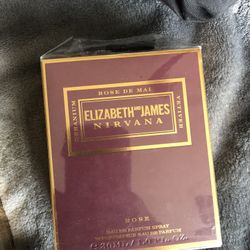 ROSE DE MAI
GERANIUM
ELIZABETH AND JAMES
NIRVANA
VETIVER
ROSE
EAU DE PARFUM SPRAY